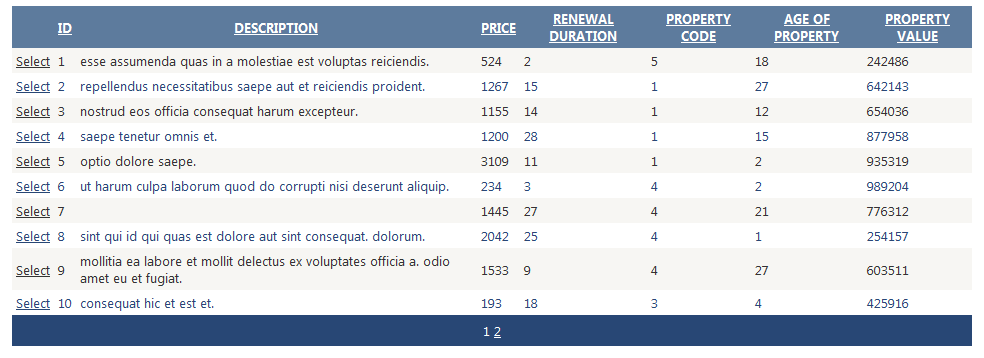 ID DESCRIPTION PRICE RENEWAL DURATION PROPERTY CODE AGE OF PROPERTY PROPERTY VALUE
Select 1 esse assumenda quas in a molestiae est voluptas reiciendis. 524 2 5 18 242486
Select 2 repellendus necessitatibus saepe aut et reiciendis proident. 1267 15 1 27 642143
Select 3 nostrud eos officia consequat harum excepteur. 1155 14 1 12 654036
Select 4 saepe tenetur omnis et. 1200 28 1 15 877958
Select 5 optio dolore saepe. 3109 11 1 2 935319
Select 6 ut harum culpa laborum quod do corrupti nisi deserunt aliquip. 234 3 4 2 989204
Select 7 1445 27 4 21 776312
Select 8 sint qui id qui quas est dolore aut sint consequat. dolorum. 2042 25 4 1 254157
Select 9 mollitia ea labore et mollit delectus ex voluptates officia a. odio amet eu et fugiat. 1533 9 4 27 603511
Select 10 consequat hic et est et. 193 18 3 4 425916
1 2